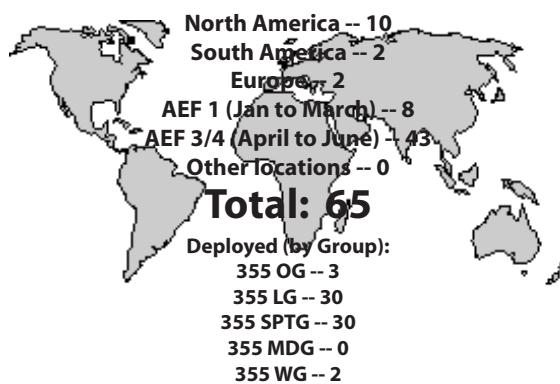 North America -- 10
South America -- 2
Europe -- 2
AEF 1 (Jan to March) -- 8
AEF 3/4 (April to June) -- 43
Other locations -- 0
Total: 65
Deployed (by Group):
355 OG -- 3
355 LG -- 30
355 SPTG -- 30
355 MDG -- 0
355 WG -- 2